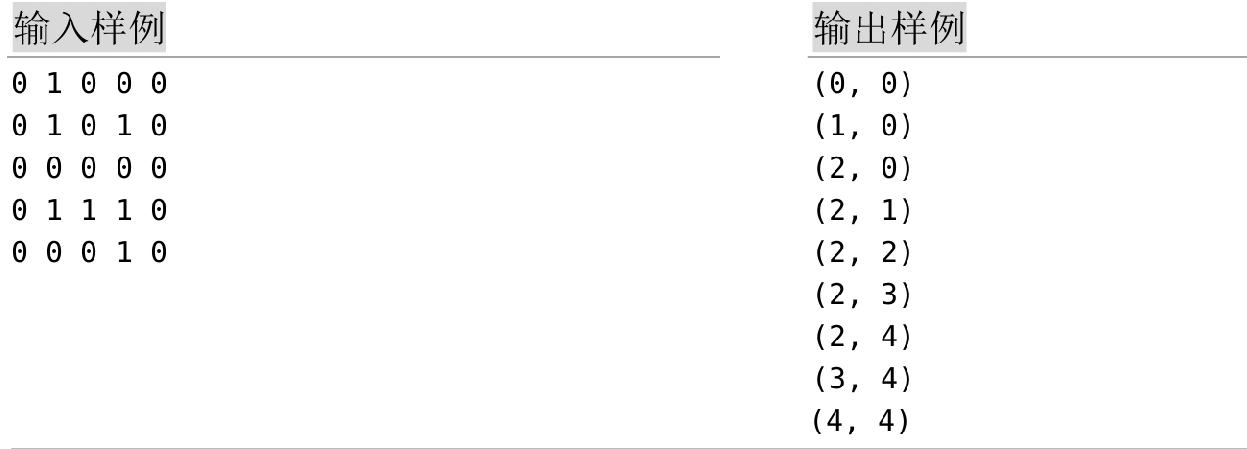 输入样例
0 1 0 0 0
0 1 0 1 0
0 0 0 0 0
0 1 1 1 0
0 0 0 1 0
输出样例
(0, 0)
(1, 0)
(2, 0)
(2, 1)
(2, 2)
(2, 3)
(2, 4)
(3, 4)
(4, 4)